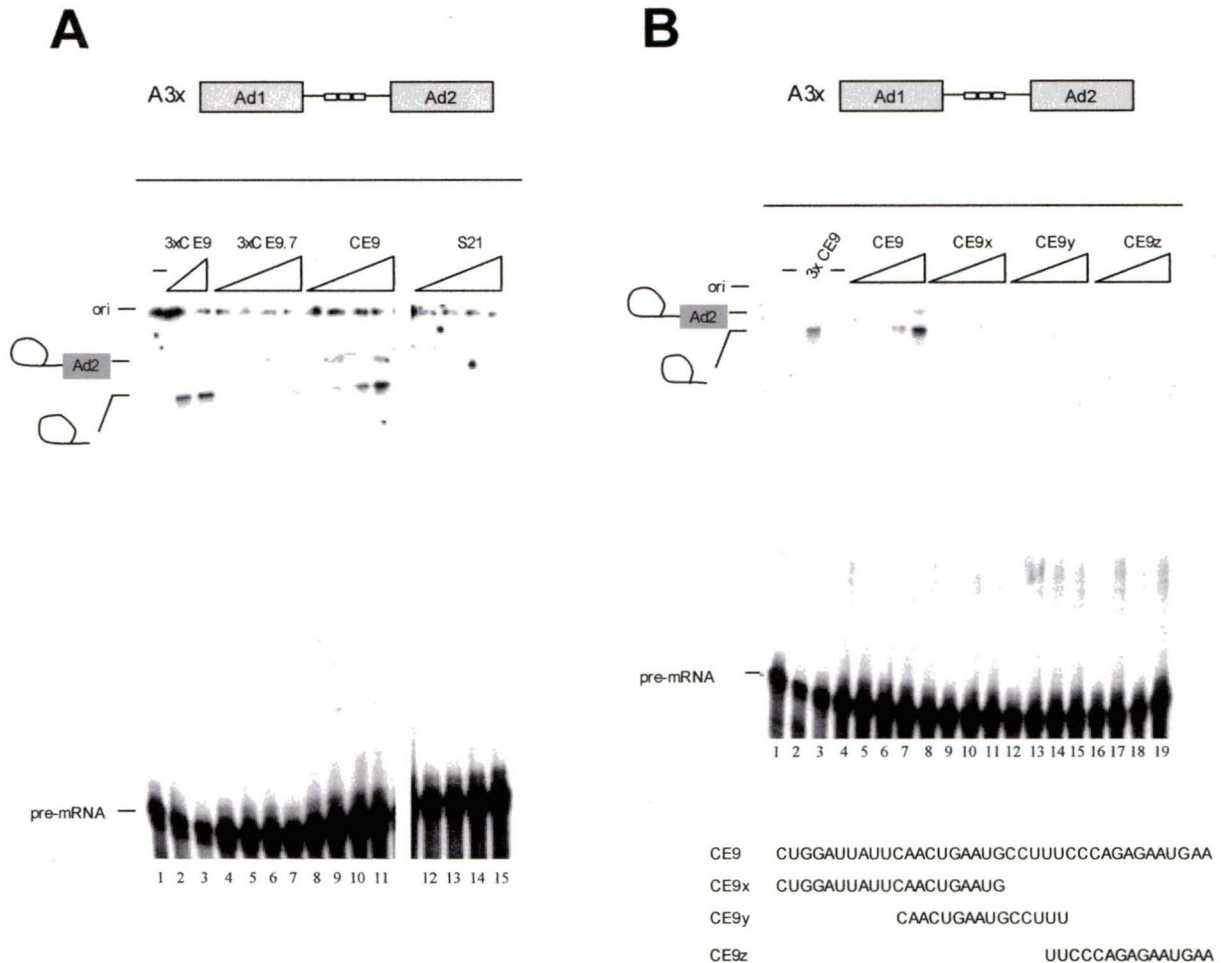 A
A3x Ad1 Ad2
3xCE9 3xCE9.7 CE9 S21
–
ori
Ad2
pre-mRNA
1 2 3 4 5 6 7 8 9 10 11 12 13 14 15
B
A3x Ad1 Ad2
– 3x CE9 – CE9 CE9x CE9y CE9z
ori
Ad2
pre-mRNA
1 2 3 4 5 6 7 8 9 10 11 12 13 14 15 16 17 18 19
CE9 CUGGAUUAUUCAACUGAAUGCCUUUCCCAGAGAAUGAA
CE9x CUGGAUUAUUCAACUGAAUG
CE9y CAACUGAAUGCCUUU
CE9z UUCCCAGAGAAUGAA